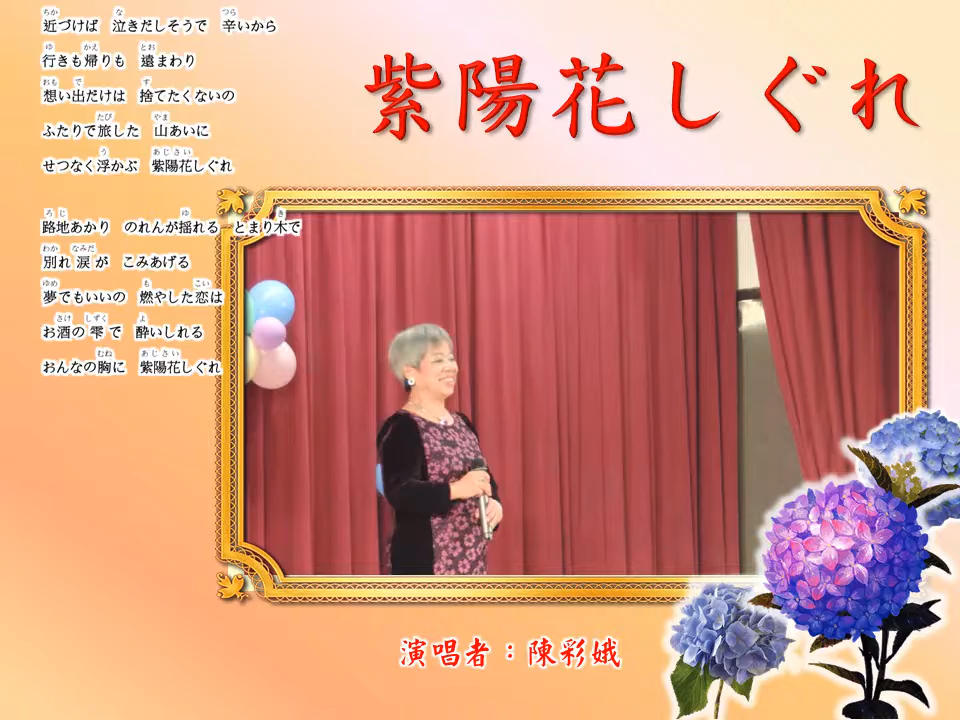 紫陽花しぐれ
近づけば　泣きだしそうで　辛いから
行きも帰りも　遠まわり
想い出だけは　捨てたくないの
ふたりで旅した　山あいに
せつなく浮かぶ　紫陽花しぐれ
路地あかり　のれんが揺れる　とまり木で
別れ涙が　こみあげる
夢でもいいの　燃やした恋は
お酒の雫で　酔いしれる
おんなの胸に　紫陽花しぐれ
演唱者：陳彩娥